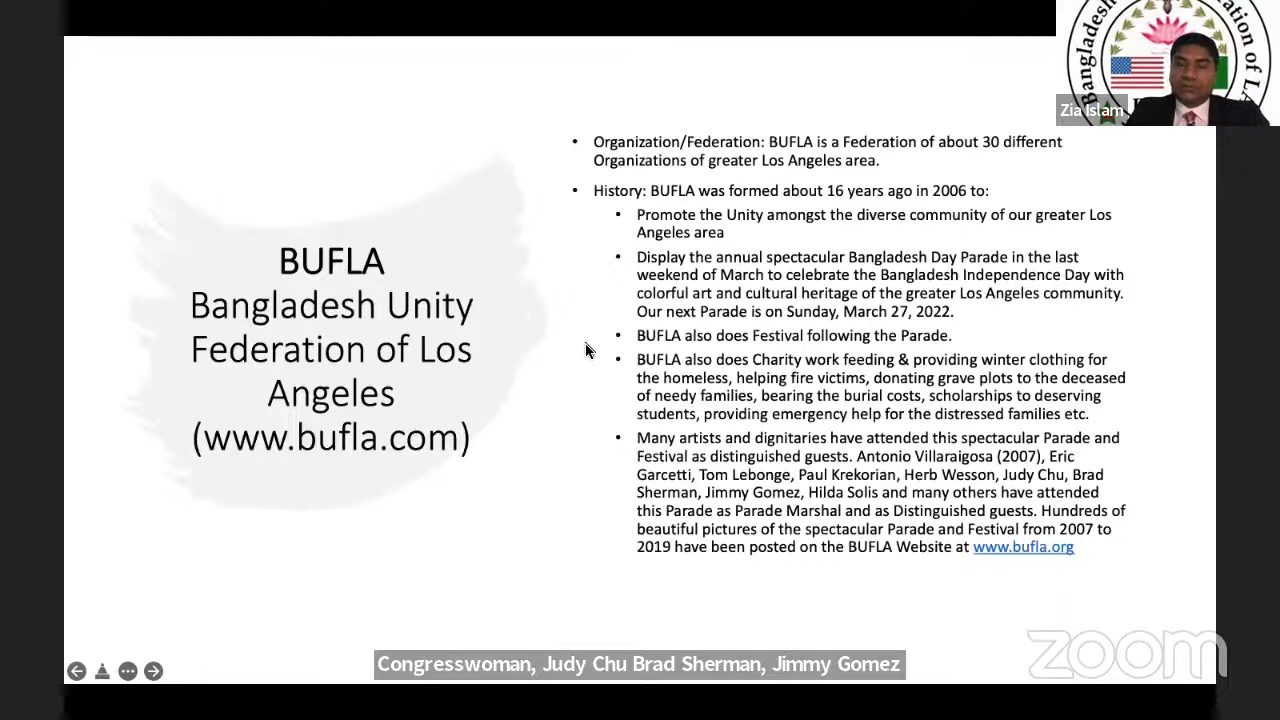 Bangladesh
ration of LA
Zia Islam
• Organization/Federation: BUFLA is a Federation of about 30 different
Organizations of greater Los Angeles area.
• History: BUFLA was formed about 16 years ago in 2006 to:
• Promote the Unity amongst the diverse community of our greater Los
Angeles area
• Display the annual spectacular Bangladesh Day Parade in the last
weekend of March to celebrate the Bangladesh Independence Day with
colorful art and cultural heritage of the greater Los Angeles community.
Our next Parade is on Sunday, March 27, 2022.
• BUFLA also does Festival following the Parade.
• BUFLA also does Charity work feeding & providing winter clothing for
the homeless, helping fire victims, donating grave plots to the deceased
of needy families, bearing the burial costs, scholarships to deserving
students, providing emergency help for the distressed families etc.
• Many artists and dignitaries have attended this spectacular Parade and
Festival as distinguished guests. Antonio Villaraigosa (2007), Eric
Garcetti, Tom Lebonge, Paul Krekorian, Herb Wesson, Judy Chu, Brad
Sherman, Jimmy Gomez, Hilda Solis and many others have attended
this Parade as Parade Marshal and as Distinguished guests. Hundreds of
beautiful pictures of the spectacular Parade and Festival from 2007 to
2019 have been posted on the BUFLA Website at www.bufla.org
BUFLA
Bangladesh Unity
Federation of Los
Angeles
(www.bufla.com)
Congresswoman, Judy Chu Brad Sherman, Jimmy Gomez
zoom